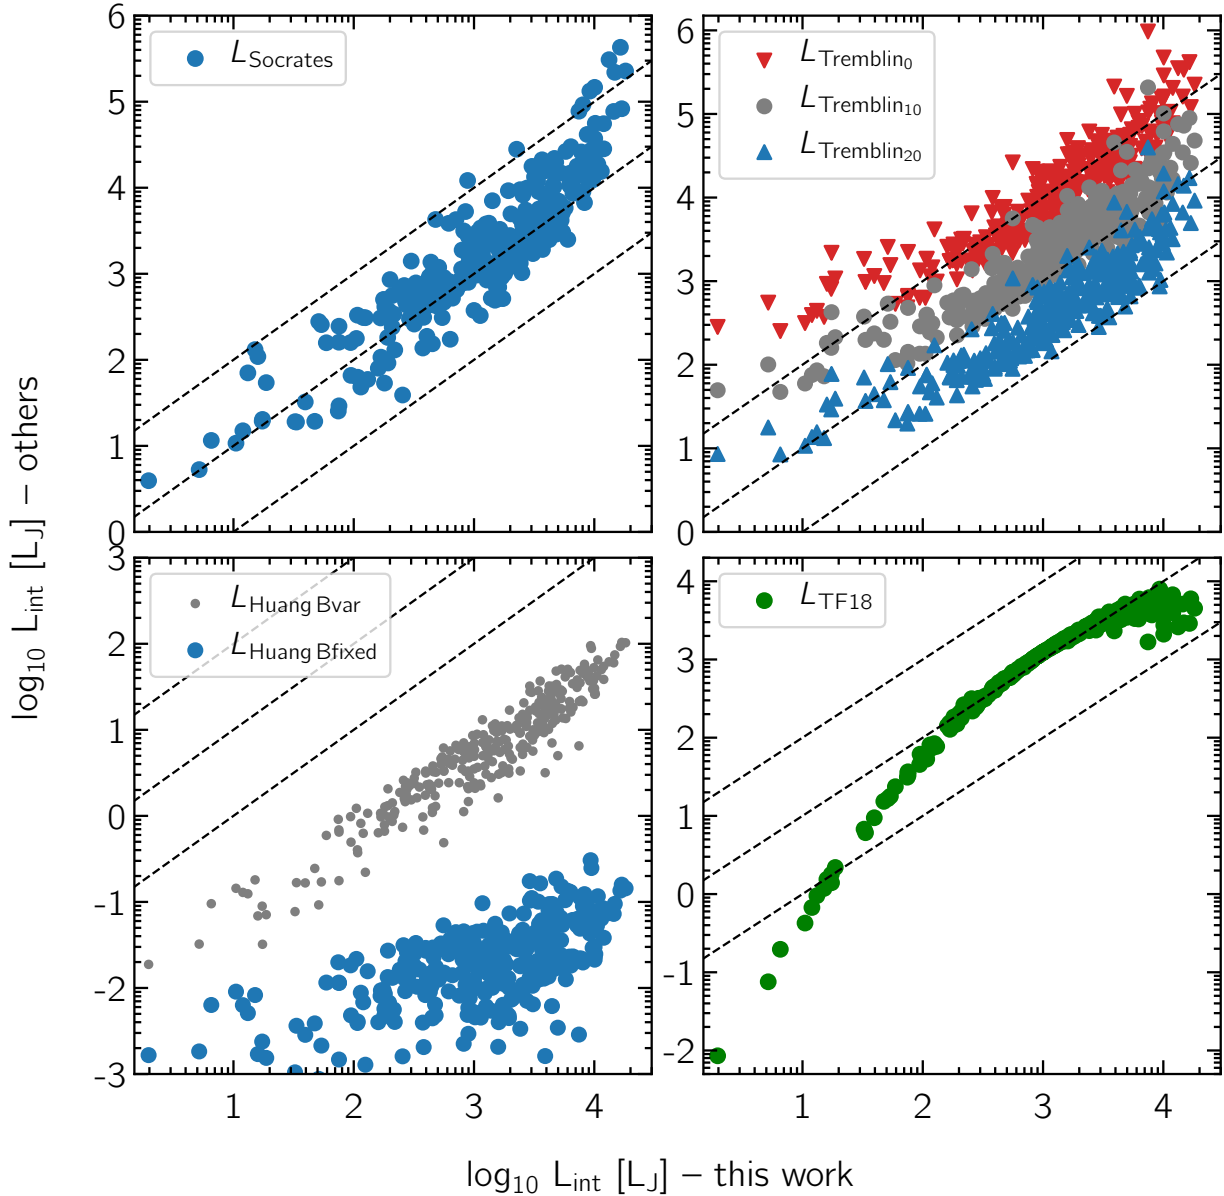 6
5
4
3
2
1
0
L_Socrates
6
5
4
3
2
1
0
L_Tremblin₀
L_Tremblin₁₀
L_Tremblin₂₀
log₁₀ L_int [L_J] – others
3
2
1
0
-1
-2
-3
L_Huang Bvar
L_Huang Bfixed
1 2 3 4
4
3
2
1
0
-1
-2
L_TF18
1 2 3 4
log₁₀ L_int [L_J] – this work